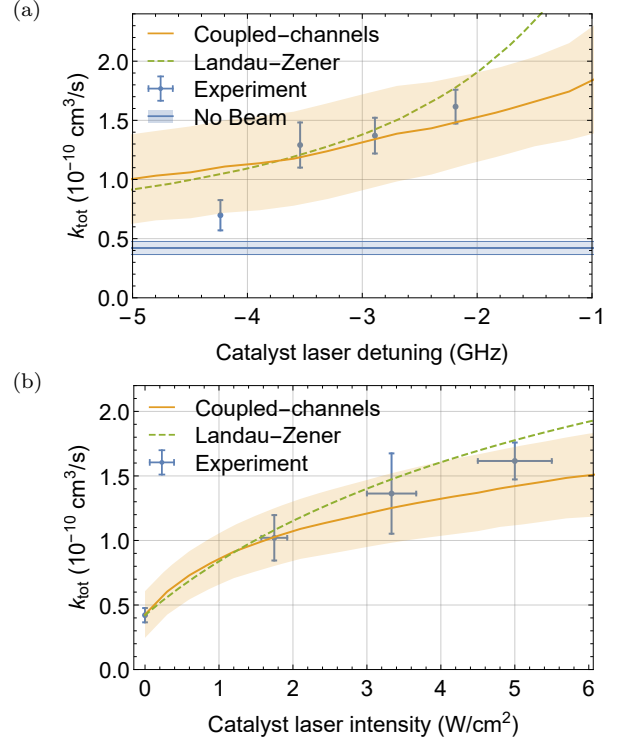 (a)
Coupled-channels
Landau-Zener
Experiment
No Beam
2.0
1.5
1.0
0.5
0.0
k_tot (10^-10 cm^3/s)
−5 −4 −3 −2 −1
Catalyst laser detuning (GHz)
(b)
Coupled-channels
Landau-Zener
Experiment
2.0
1.5
1.0
0.5
0.0
k_tot (10^-10 cm^3/s)
0 1 2 3 4 5 6
Catalyst laser intensity (W/cm^2)